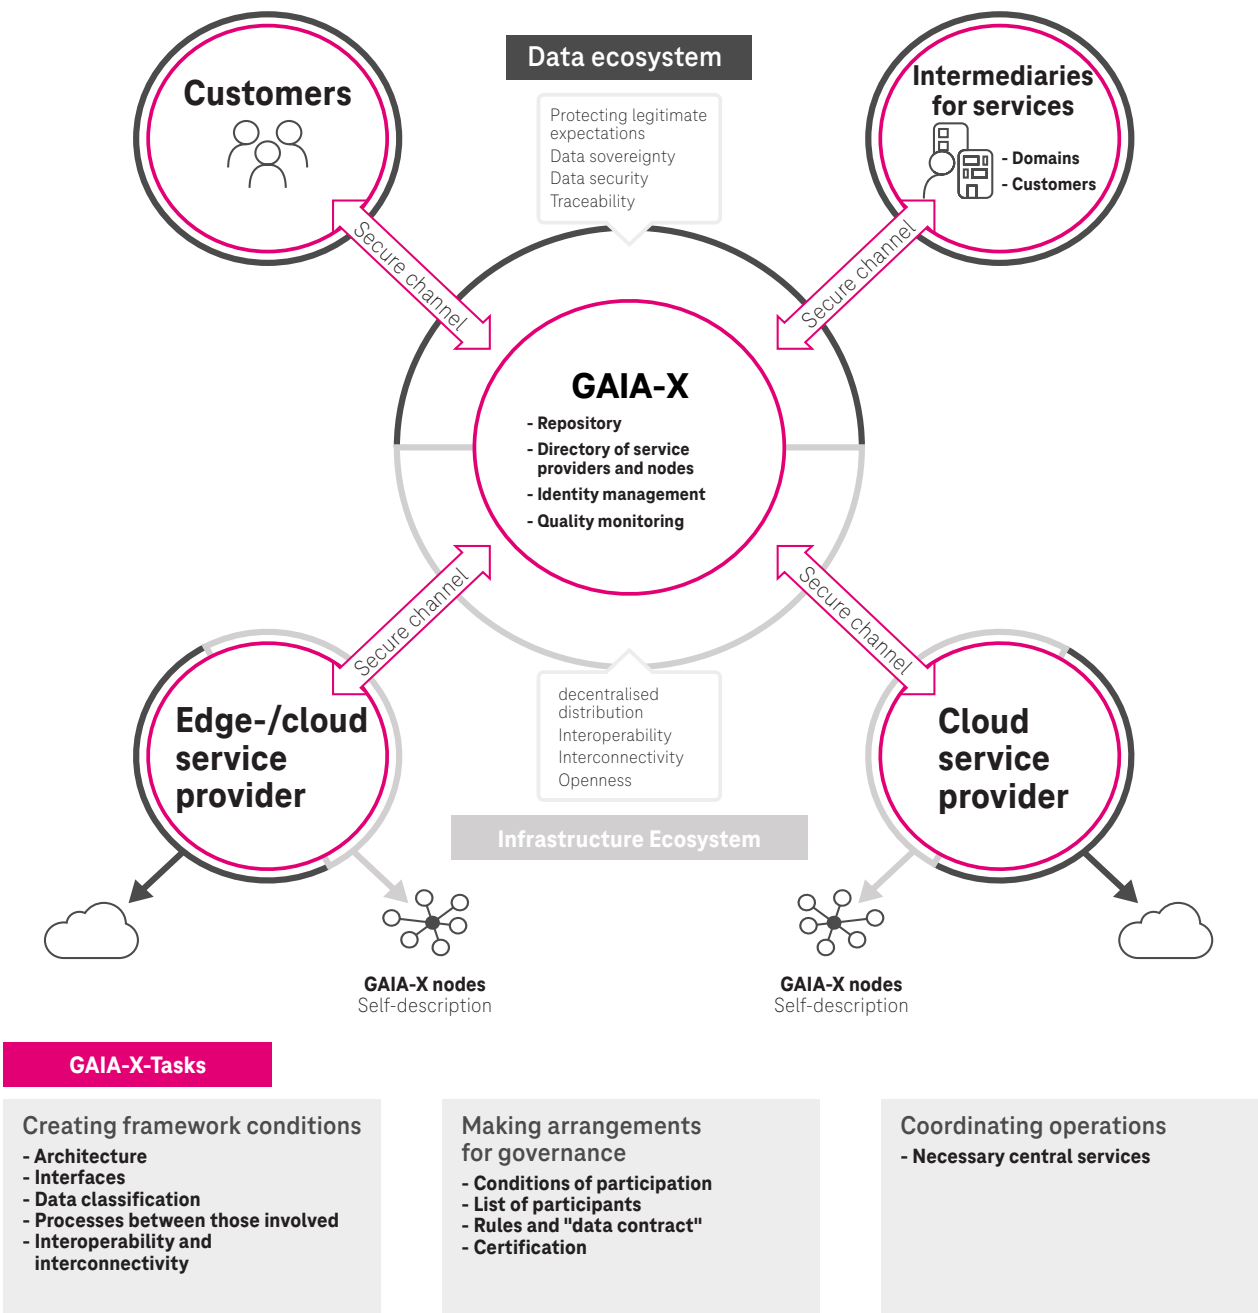 Customers
Data ecosystem
Protecting legitimate
expectations
Data sovereignty
Data security
Traceability
Intermediaries
for services
- Domains
- Customers
Secure channel
Secure channel
GAIA-X
- Repository
- Directory of service
providers and nodes
- Identity management
- Quality monitoring
Secure channel
Secure channel
Edge-/cloud
service
provider
decentralised
distribution
Interoperability
Interconnectivity
Openness
Infrastructure Ecosystem
Cloud
service
provider
GAIA-X nodes
Self-description
GAIA-X nodes
Self-description
GAIA-X-Tasks
Creating framework conditions
- Architecture
- Interfaces
- Data classification
- Processes between those involved
- Interoperability and
interconnectivity
Making arrangements
for governance
- Conditions of participation
- List of participants
- Rules and "data contract"
- Certification
Coordinating operations
- Necessary central services